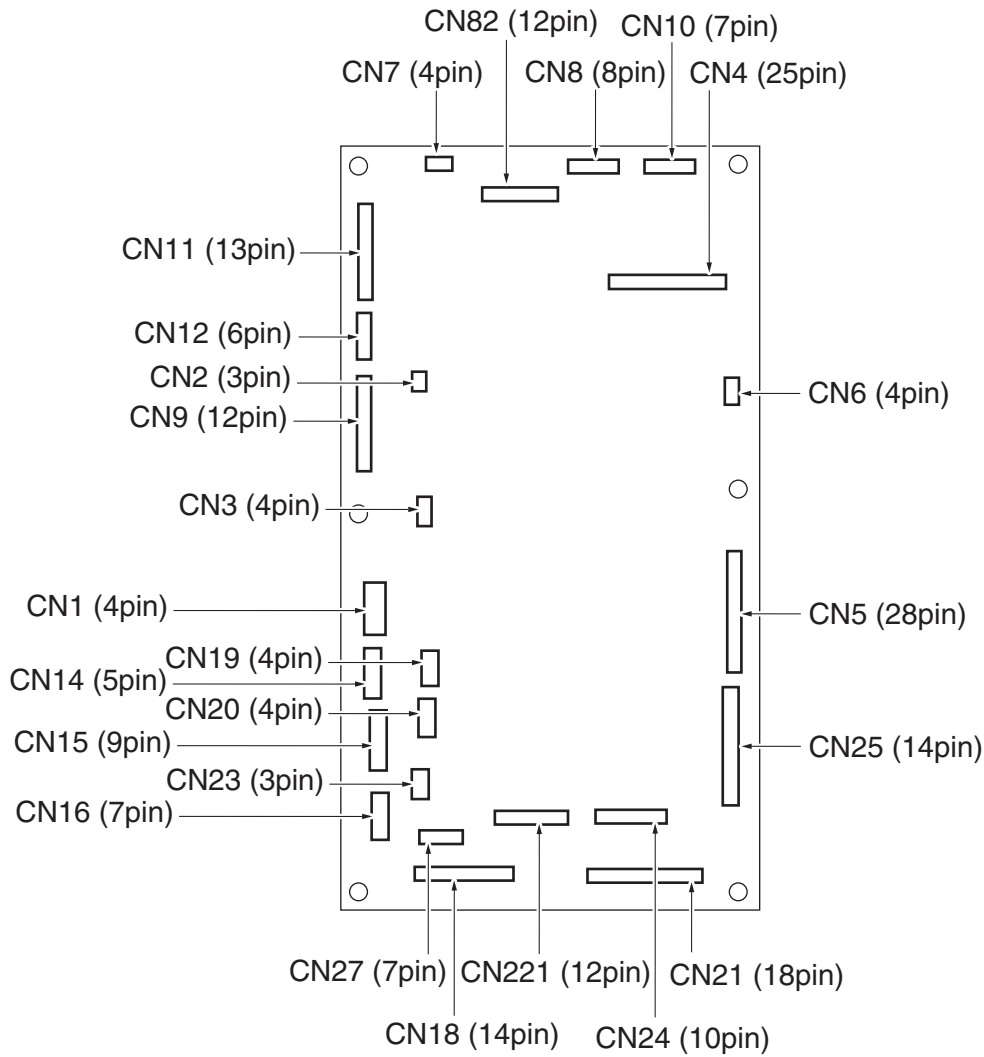 CN82 (12pin)
CN10 (7pin)
CN7 (4pin)
CN8 (8pin)
CN4 (25pin)
CN11 (13pin)
CN12 (6pin)
CN2 (3pin)
CN6 (4pin)
CN9 (12pin)
CN3 (4pin)
CN1 (4pin)
CN5 (28pin)
CN19 (4pin)
CN14 (5pin)
CN20 (4pin)
CN15 (9pin)
CN25 (14pin)
CN23 (3pin)
CN16 (7pin)
CN27 (7pin)
CN221 (12pin)
CN21 (18pin)
CN18 (14pin)
CN24 (10pin)